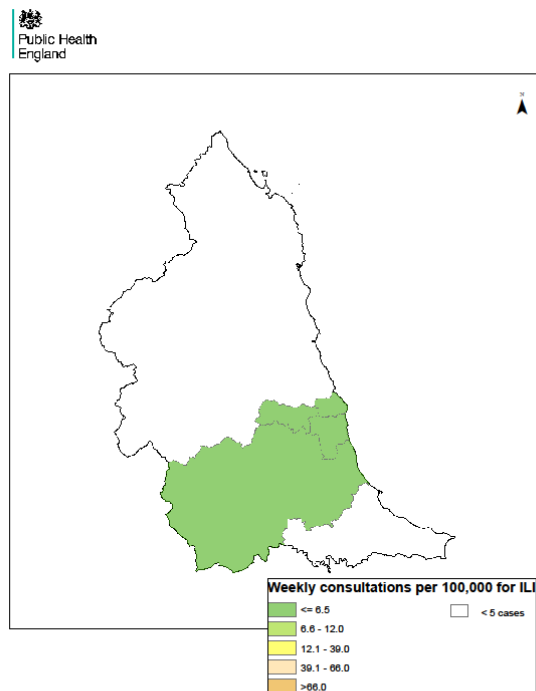 Public Health
England
N
Weekly consultations per 100,000 for ILI
<= 6.5
< 5 cases
6.6 - 12.0
12.1 - 39.0
39.1 - 66.0
>66.0